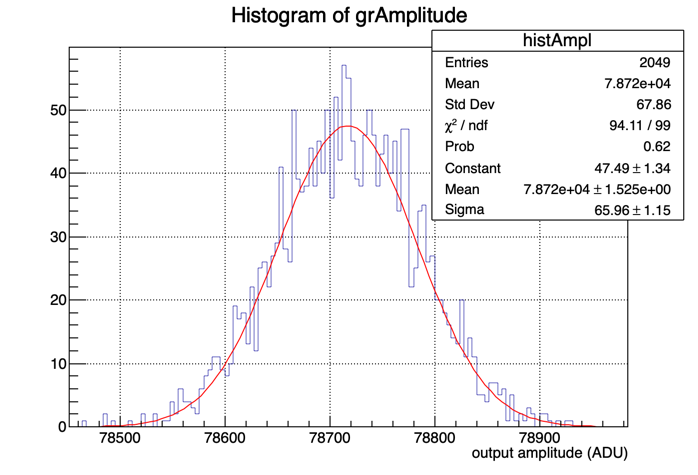 Histogram of grAmplitude
histAmpl
Entries 2049
Mean 7.872e+04
Std Dev 67.86
χ² / ndf 94.11 / 99
Prob 0.62
Constant 47.49 ± 1.34
Mean 7.872e+04 ± 1.525e+00
Sigma 65.96 ± 1.15
50
40
30
20
10
0
78500 78600 78700 78800 78900
output amplitude (ADU)